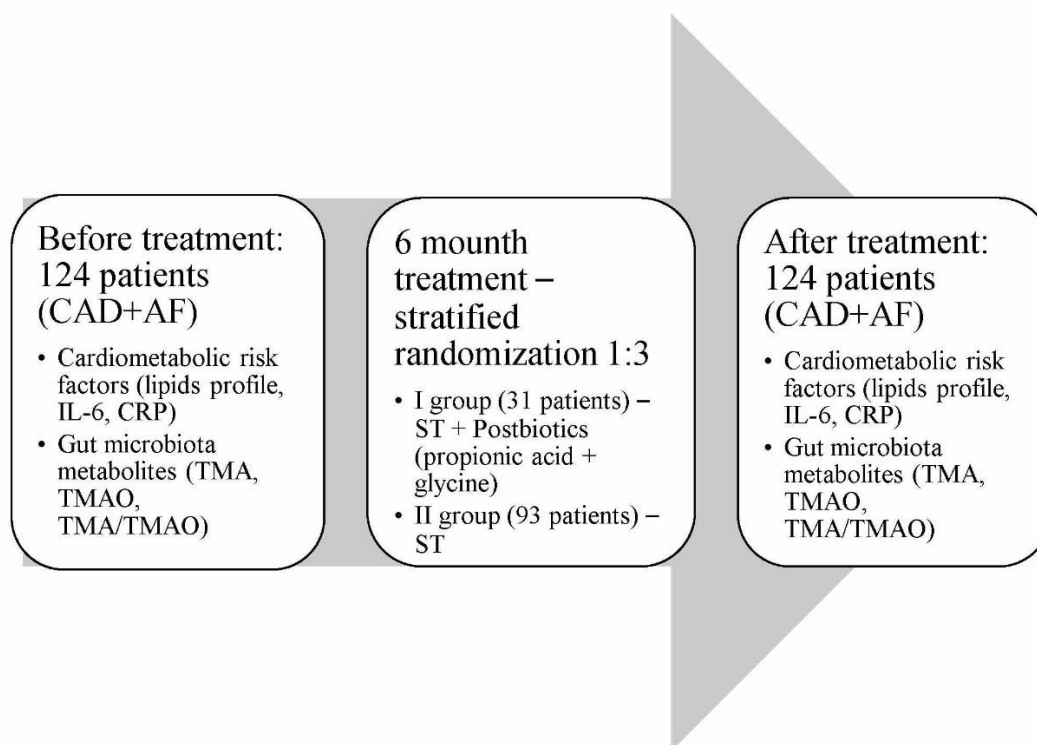 Before treatment:
124 patients
(CAD+AF)
• Cardiometabolic risk
factors (lipids profile,
IL-6, CRP)
• Gut microbiota
metabolites (TMA,
TMAO,
TMA/TMAO)
6 mounth
treatment –
stratified
randomization 1:3
• I group (31 patients) –
ST + Postbiotics
(propionic acid +
glycine)
• II group (93 patients) –
ST
After treatment:
124 patients
(CAD+AF)
• Cardiometabolic risk
factors (lipids profile,
IL-6, CRP)
• Gut microbiota
metabolites (TMA,
TMAO,
TMA/TMAO)